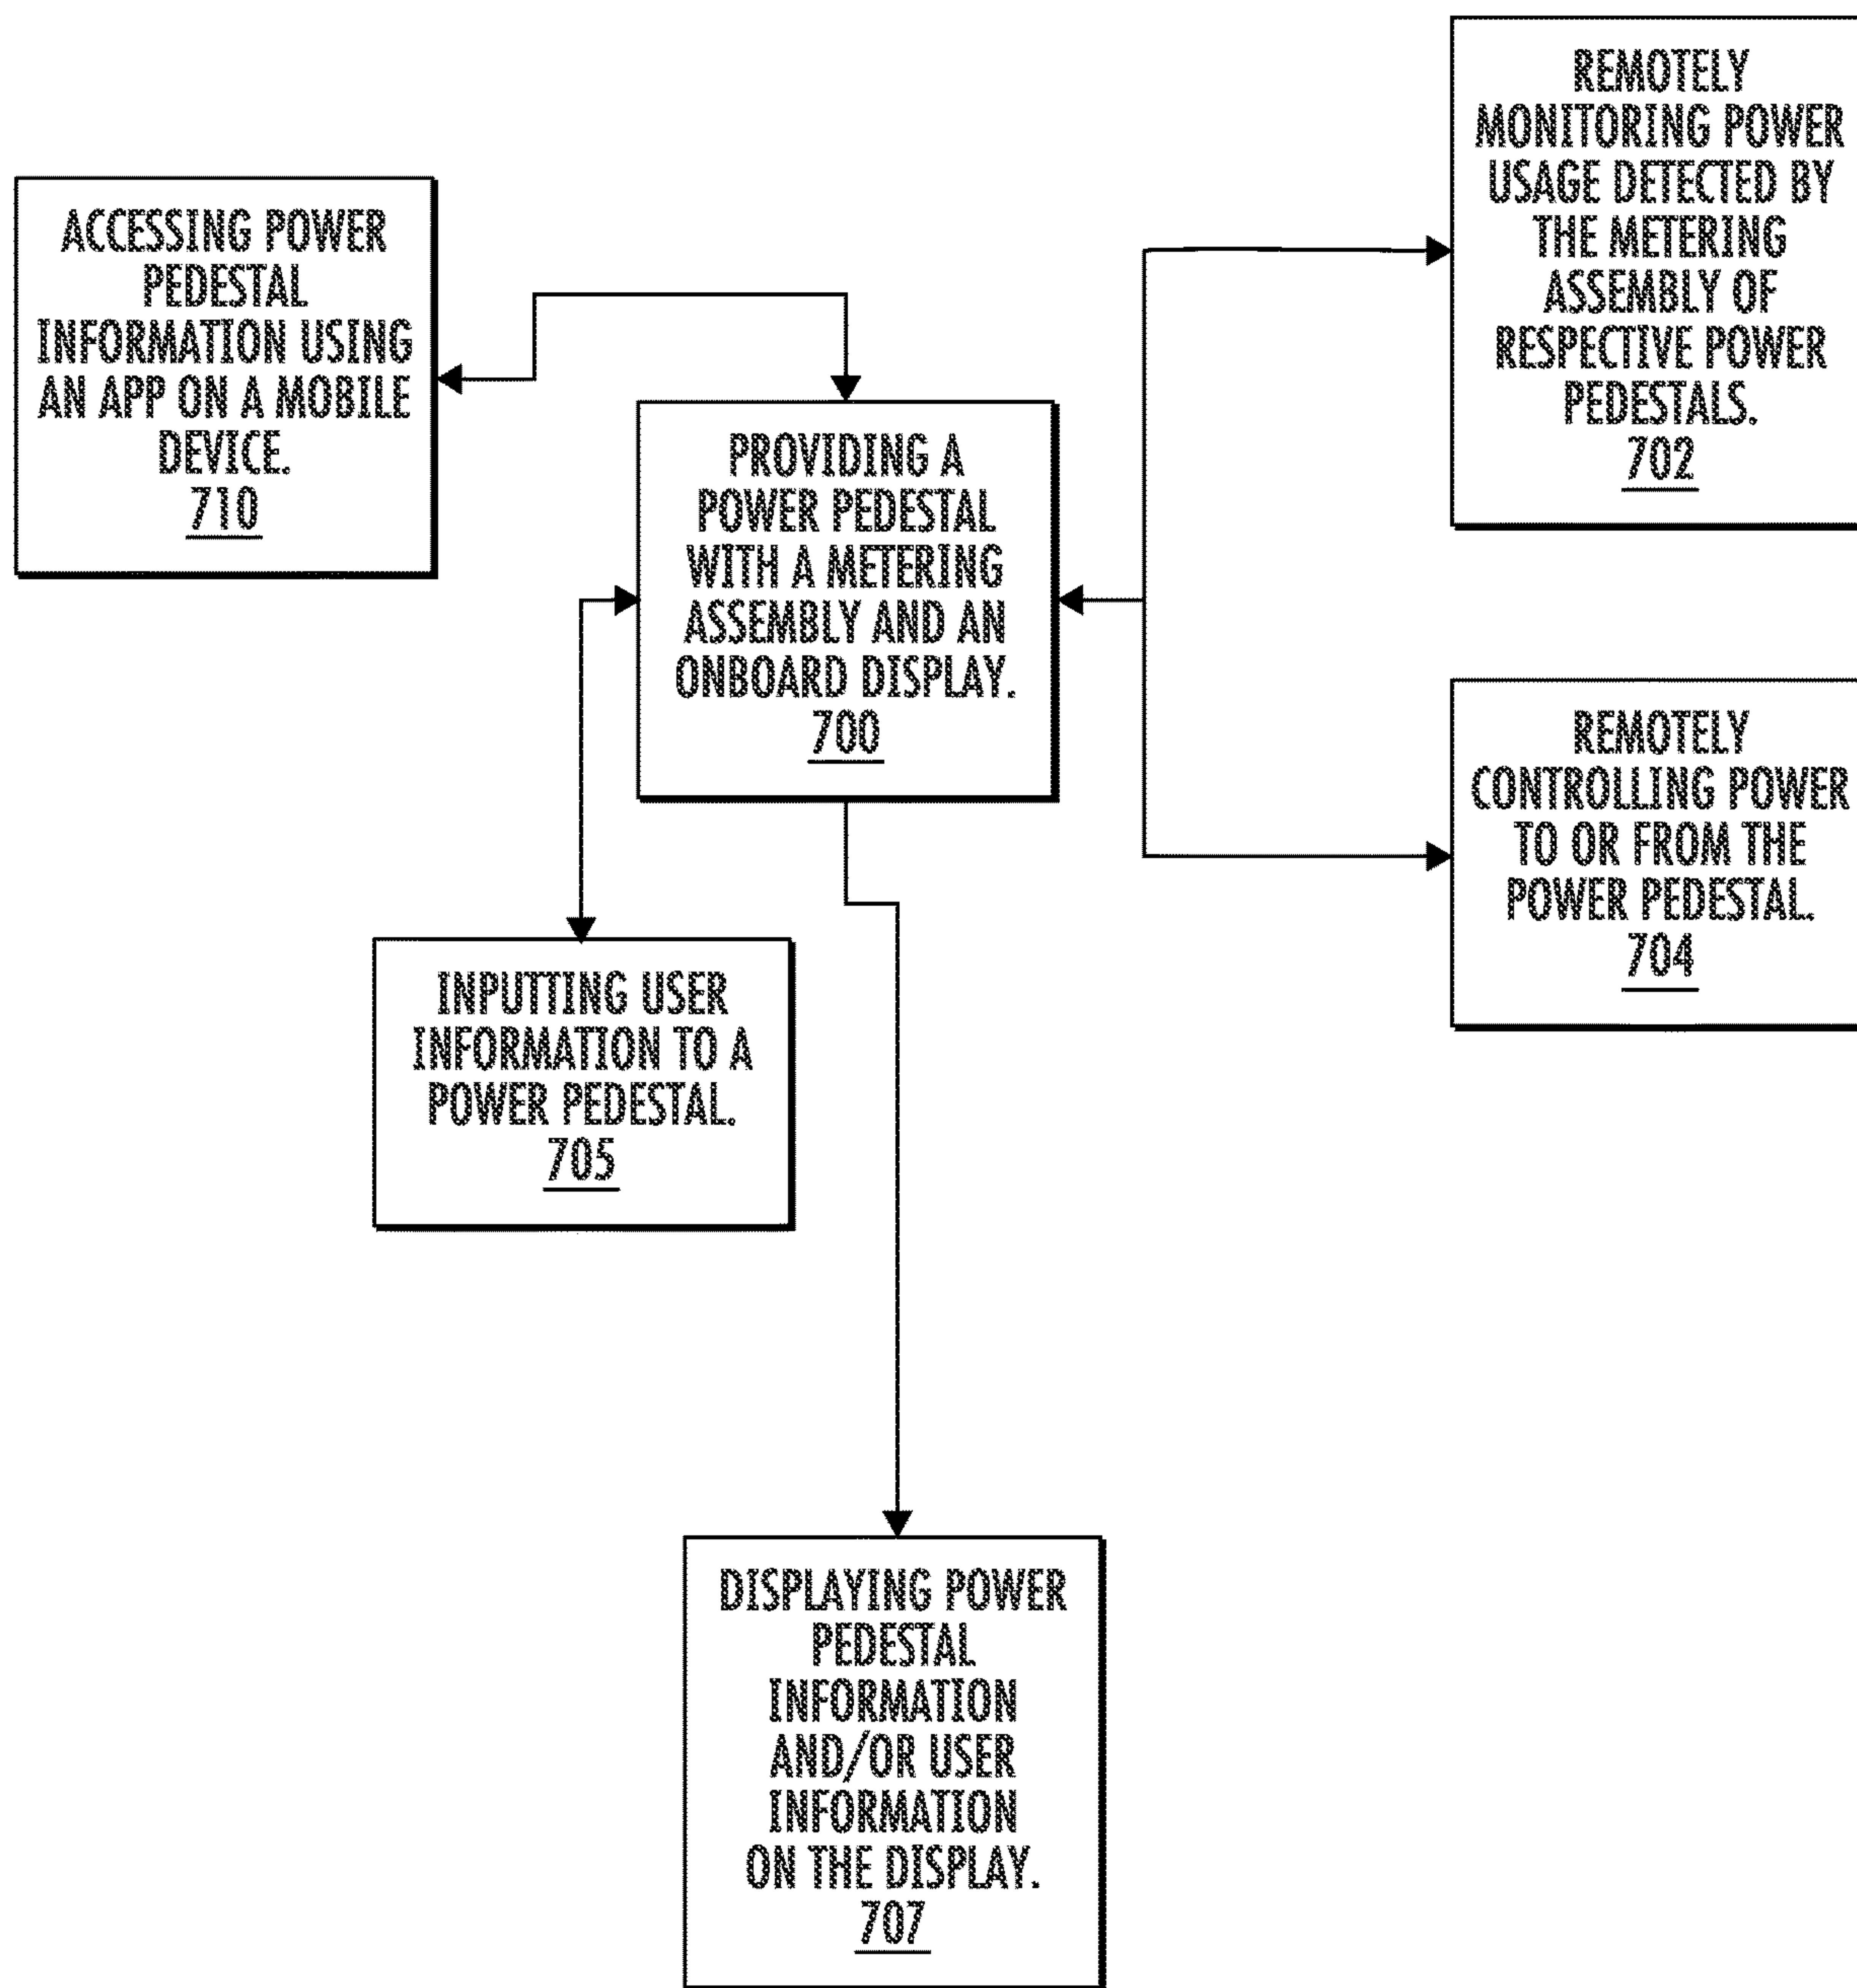 REMOTELY
MONITORING POWER
USAGE DETECTED BY
THE METERING
ASSEMBLY OF
RESPECTIVE POWER
PEDESTALS.
702
ACCESSING POWER
PEDESTAL
INFORMATION USING
AN APP ON A MOBILE
DEVICE.
710
PROVIDING A
POWER PEDESTAL
WITH A METERING
ASSEMBLY AND AN
ONBOARD DISPLAY.
700
REMOTELY
CONTROLLING POWER
TO OR FROM THE
POWER PEDESTAL.
704
INPUTTING USER
INFORMATION TO A
POWER PEDESTAL.
705
DISPLAYING POWER
PEDESTAL
INFORMATION
AND/OR USER
INFORMATION
ON THE DISPLAY.
707